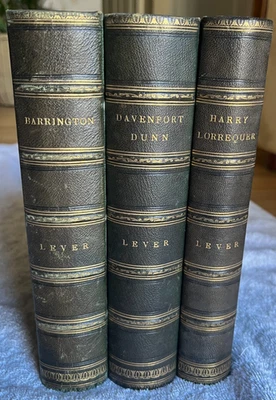 BARRINGTON
LEVER
DAVENPORT
DUNN
LEVER
HARRY
LORREQUER
LEVER